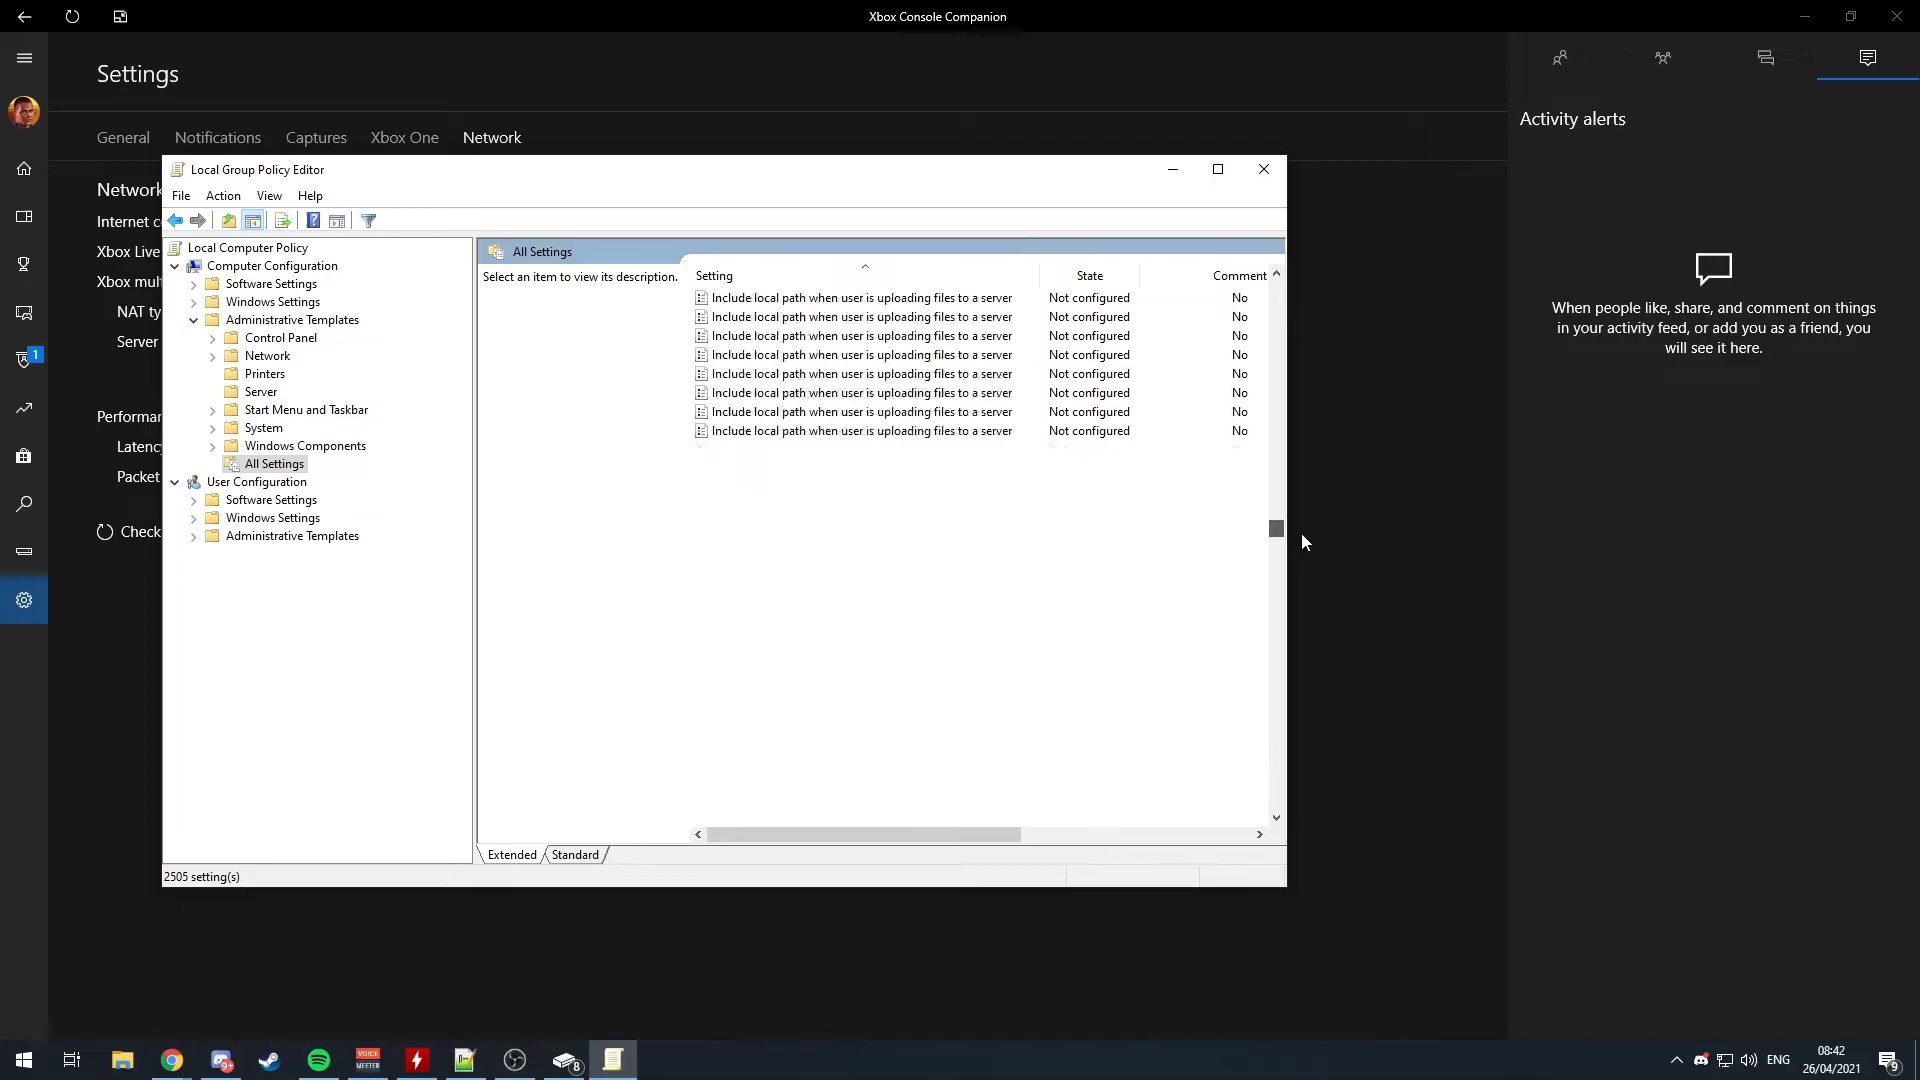 Xbox Console Companion
Settings
General
Notifications
Captures
Xbox One
Network
Activity alerts
When people like, share, and comment on things
in your activity feed, or add you as a friend, you
will see it here.
Network
Internet c
Xbox Live
Xbox mul
NAT ty
Server
Performan
Latency
Packet
Check
1
Local Group Policy Editor
File
Action
View
Help
Local Computer Policy
Computer Configuration
Software Settings
Windows Settings
Administrative Templates
Control Panel
Network
Printers
Server
Start Menu and Taskbar
System
Windows Components
All Settings
User Configuration
Software Settings
Windows Settings
Administrative Templates
All Settings
Select an item to view its description.
Setting State Comment
Include local path when user is uploading files to a server Not configured No
Include local path when user is uploading files to a server Not configured No
Include local path when user is uploading files to a server Not configured No
Include local path when user is uploading files to a server Not configured No
Include local path when user is uploading files to a server Not configured No
Include local path when user is uploading files to a server Not configured No
Include local path when user is uploading files to a server Not configured No
Include local path when user is uploading files to a server Not configured No
Extended
Standard
2505 setting(s)
9+
VOICE
MEETER
8
ENG
08:42
26/04/2021
9